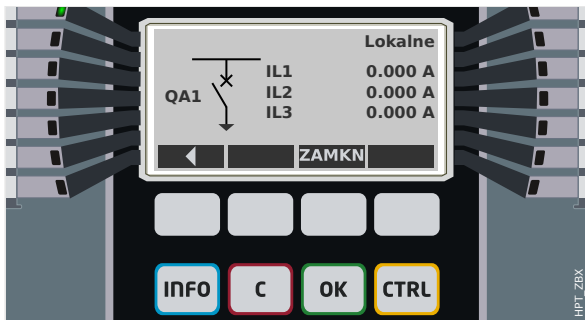 Lokalne
IL1 0.000 A
QA1
IL2 0.000 A
IL3 0.000 A
ZAMKN
INFO C OK CTRL
HPT_ZBX